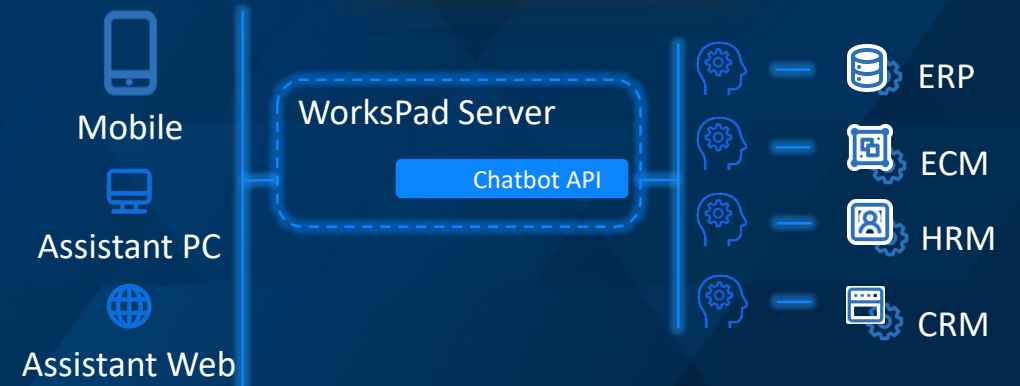 Mobile
Assistant PC
Assistant Web
WorksPad Server
Chatbot API
ERP
ECM
HRM
CRM